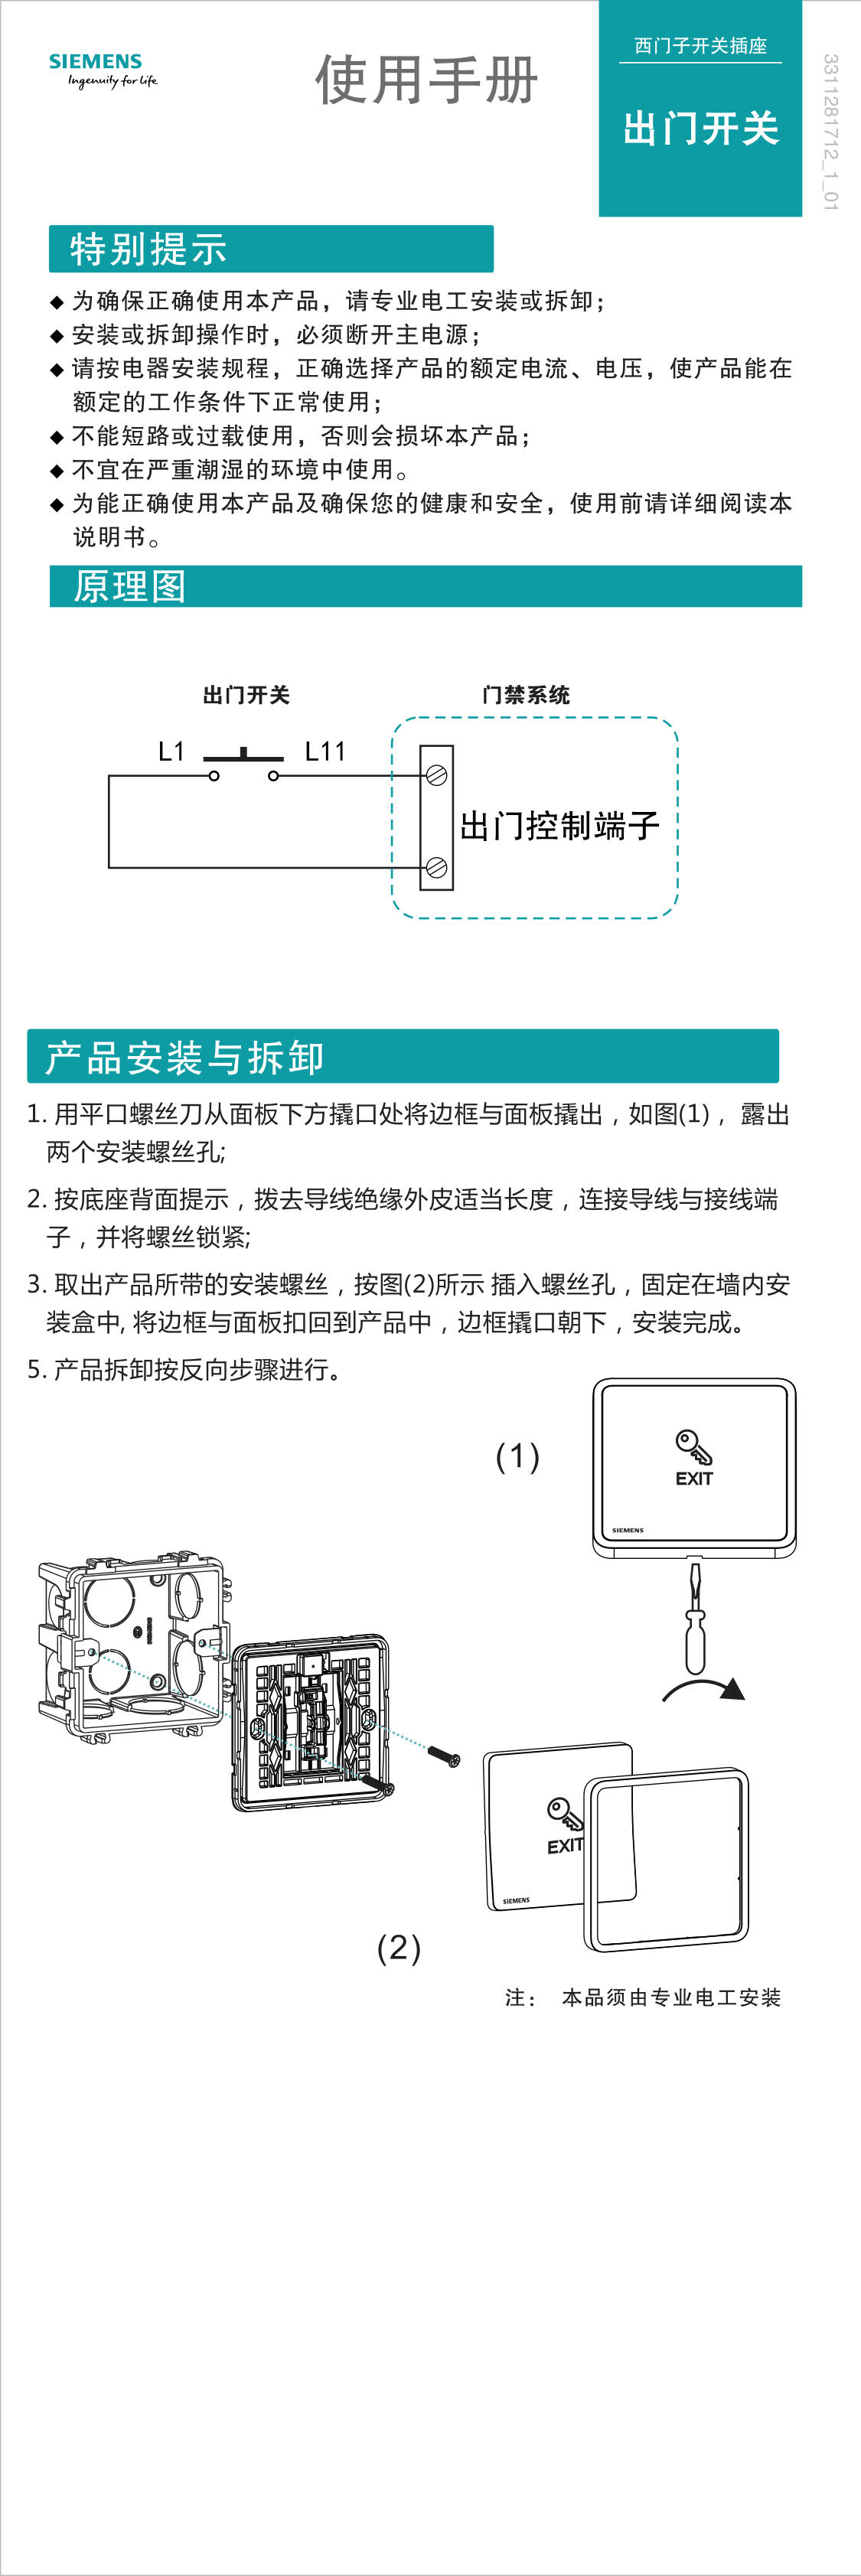 SIEMENS
Ingenuity for life
使用手册
西门子开关插座
出门开关
3311281712_1_01
特别提示
◆ 为确保正确使用本产品，请专业电工安装或拆卸；
◆ 安装或拆卸操作时，必须断开主电源；
◆ 请按电器安装规程，正确选择产品的额定电流、电压，使产品能在
额定的工作条件下正常使用；
◆ 不能短路或过载使用，否则会损坏本产品；
◆ 不宜在严重潮湿的环境中使用。
◆ 为能正确使用本产品及确保您的健康和安全，使用前请详细阅读本
说明书。
原理图
出门开关
门禁系统
L1
L11
出门控制端子
产品安装与拆卸
1. 用平口螺丝刀从面板下方撬口处将边框与面板撬出，如图(1)， 露出
两个安装螺丝孔;
2. 按底座背面提示，拨去导线绝缘外皮适当长度，连接导线与接线端
子，并将螺丝锁紧;
3. 取出产品所带的安装螺丝，按图(2)所示 插入螺丝孔，固定在墙内安
装盒中, 将边框与面板扣回到产品中，边框撬口朝下，安装完成。
5. 产品拆卸按反向步骤进行。
(1)
EXIT
SIEMENS
SIEMENS
EXIT
SIEMENS
(2)
注： 本品须由专业电工安装